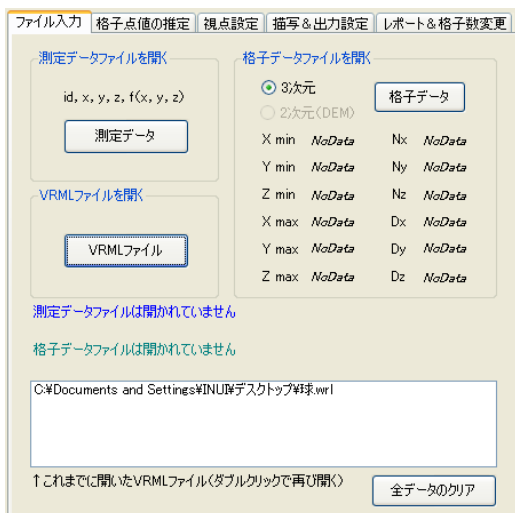 ファイル入力 格子点値の推定 視点設定 描写＆出力設定 レポート＆格子数変更
測定データファイルを開く
id, x, y, z, f(x, y, z)
測定データ
VRMLファイルを開く
VRMLファイル
格子データファイルを開く
3次元
2次元(DEM)
格子データ
X min NoData Nx NoData
Y min NoData Ny NoData
Z min NoData Nz NoData
X max NoData Dx NoData
Y max NoData Dy NoData
Z max NoData Dz NoData
測定データファイルは開かれていません
格子データファイルは開かれていません
C:¥Documents and Settings¥INUI¥デスクトップ¥球.wrl
↑これまでに開いたVRMLファイル(ダブルクリックで再び開く)
全データのクリア